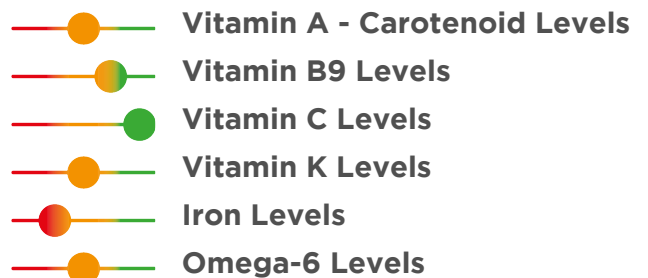 Vitamin A - Carotenoid Levels
Vitamin B9 Levels
Vitamin C Levels
Vitamin K Levels
Iron Levels
Omega-6 Levels